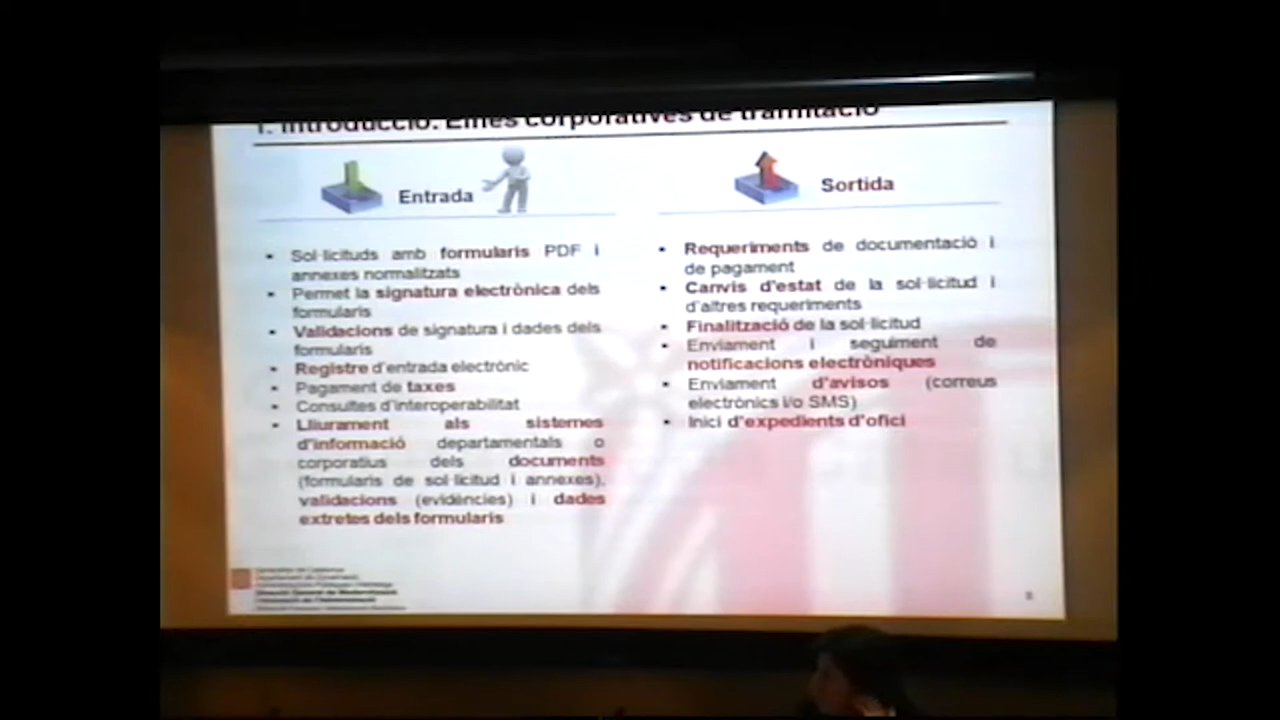 1. Introducció. Eines corporatives de tramitació
Entrada
Sol·licituds amb formularis PDF i
annexes normalitzats
Permet la signatura electrònica dels
formularis
Validacions de signatura i dades dels
formularis
Registre d'entrada electrònic
Pagament de taxes
Consultes d'interoperabilitat
Lliurament als sistemes
d'informació departamentals o
corporatius dels documents
(formularis de sol·licitud i annexes),
validacions (evidències) i dades
extretes dels formularis
Sortida
Requeriments de documentació i
de pagament
Canvis d'estat de la sol·licitud i
d'altres requeriments
Finalització de la sol·licitud
Enviament i seguiment de
notificacions electròniques
Enviament d'avisos (correus
electrònics i/o SMS)
Inici d'expedients d'ofici
Generalitat de Catalunya